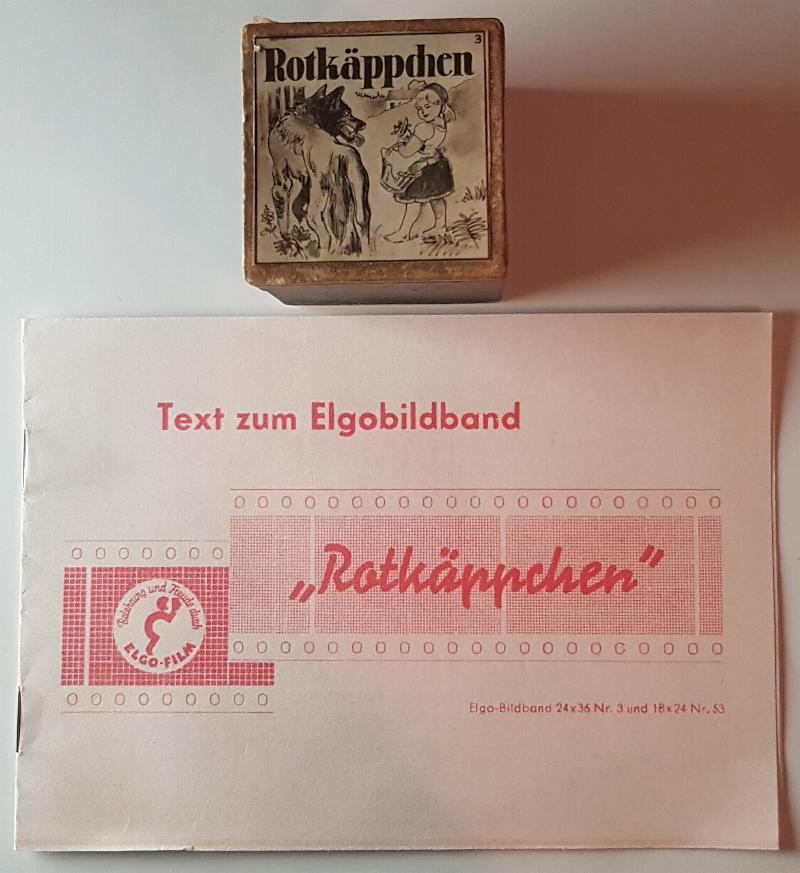 3
Rotkäppchen
Text zum Elgobildband
„Rotkäppchen”
Belehrung und Freude durch
ELGO-FILM
Elgo-Bildband 24x36 Nr. 3 und 18x24 Nr. 53